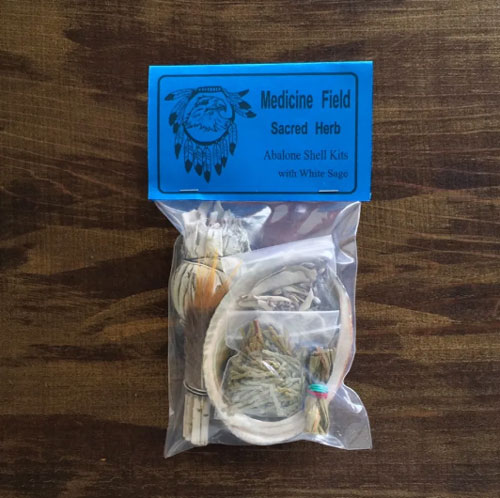 Medicine Field
Sacred Herb
Abalone Shell Kits
with White Sage